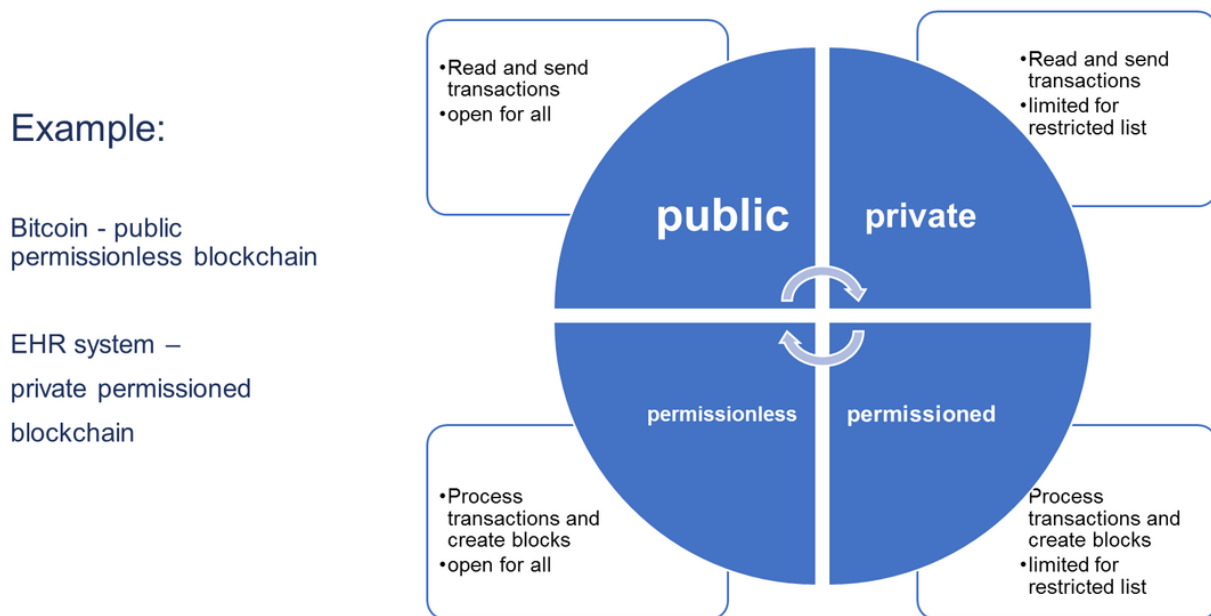 Example:
Bitcoin - public
permissionless blockchain
EHR system –
private permissioned
blockchain
•Read and send
transactions
•open for all
•Read and send
transactions
•limited for
restricted list
public
private
permissionless
permissioned
•Process
transactions and
create blocks
•open for all
•Process
transactions and
create blocks
•limited for
restricted list